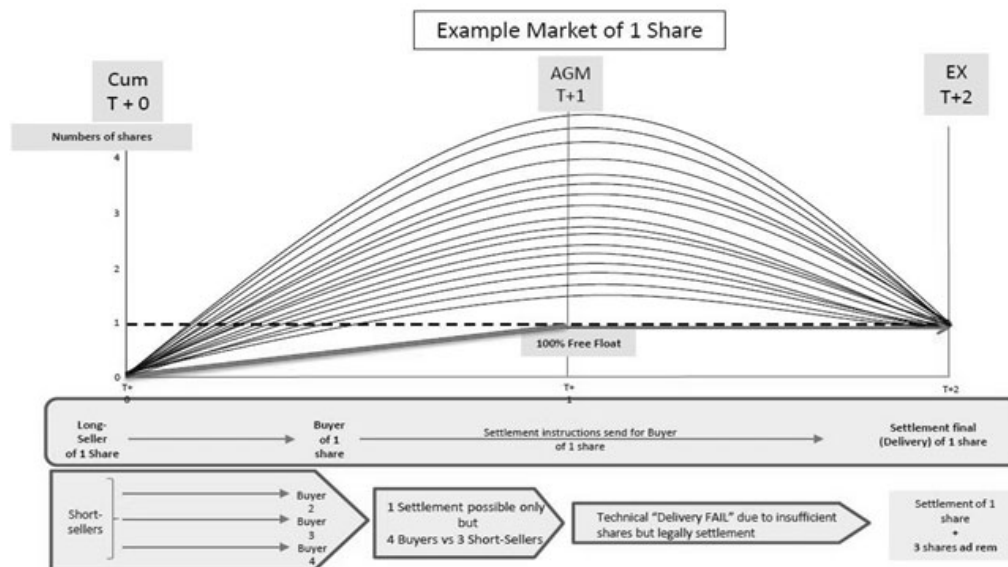 Example Market of 1 Share
Cum
T + 0
AGM
T+1
EX
T+2
Numbers of shares
4
3
2
1
0
100% Free Float
T+
0
T+
1
T+2
Long-
Seller
of 1 Share
Buyer
of 1
share
Settlement instructions send for Buyer
of 1 share
Settlement final
(Delivery) of 1 share
Short-
sellers
Buyer
2
Buyer
3
Buyer
4
1 Settlement possible only
but
4 Buyers vs 3 Short-Sellers
Technical "Delivery FAIL" due to insufficient
shares but legally settlement
Settlement of 1
share
+
3 shares ad rem